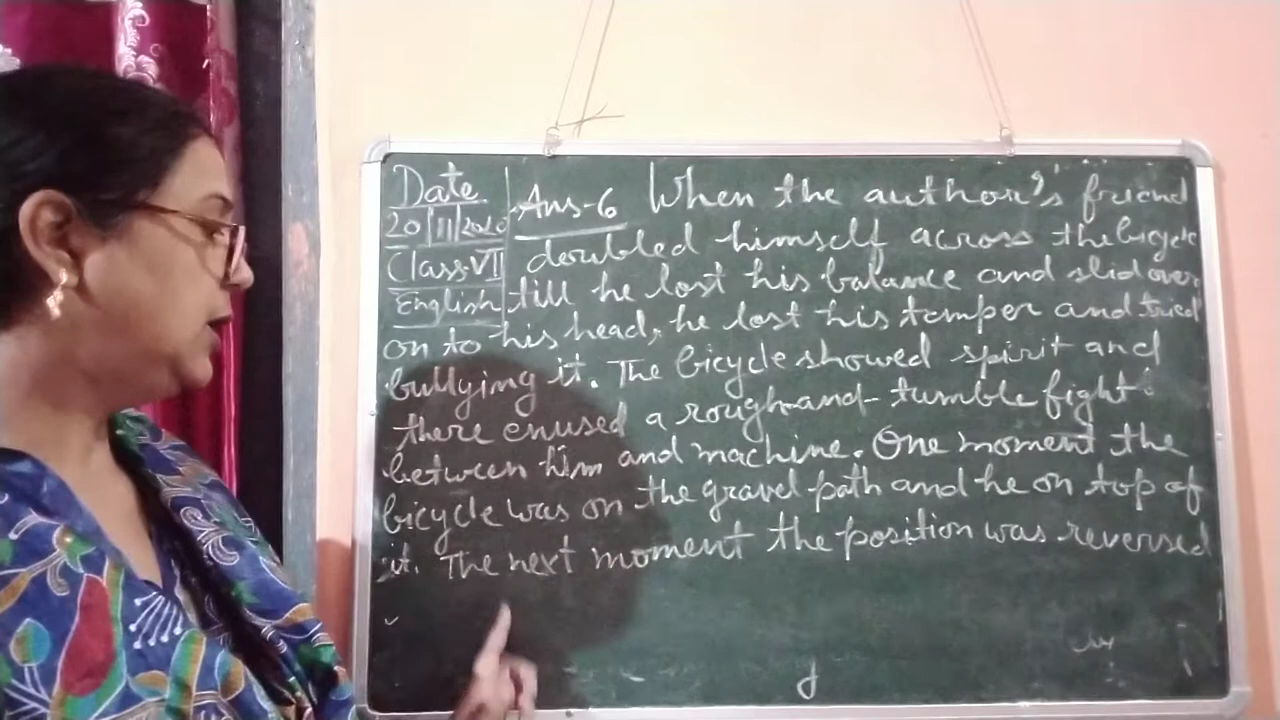 Date
20/11/2020
Class-VI
English
Ans-6 When the author's friend
doubled himself across the bicycle
till he lost his balance and slid over
on to his head, he lost his temper and tried
bullying it. The bicycle showed spirit and
there enused a rough-and-tumble fight
between him and machine. One moment the
bicycle was on the gravel path and he on top of
it. The next moment the position was reversed